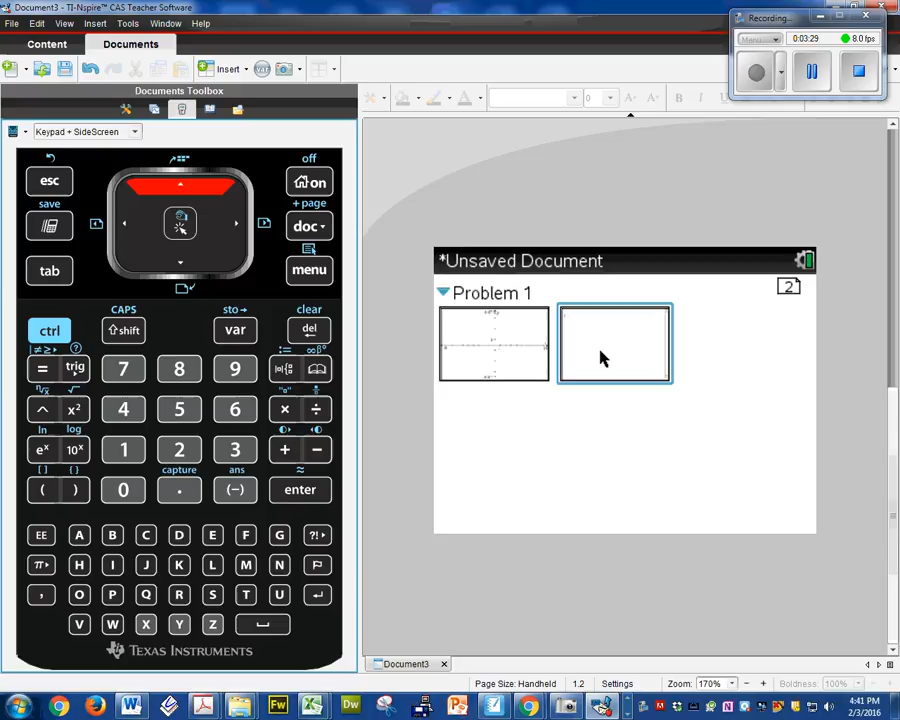 Document3 - TI-Nspire™ CAS Teacher Software
File Edit View Insert Tools Window Help
Recording...
Menu 0:03:29 8.0 fps
Content Documents
Insert
Documents Toolbox
Keypad + SideScreen
0 A A B I U
off
esc on
save + page
doc
tab menu
CAPS sto→ clear
ctrl shift var del
:= ∞β°
= trig 7 8 9
^ x² 4 5 6 × ÷
ln log
eˣ 10ˣ 1 2 3 + −
[ ] { } capture ans ≈
( ) 0 . (−) enter
EE A B C D E F G ?!▸
π▸ H I J K L M N
, O P Q R S T U
V W X Y Z
TEXAS INSTRUMENTS
*Unsaved Document
Problem 1 2
Document3
Page Size: Handheld 1.2 Settings Zoom: 170% Boldness: 100%
4:41 PM
2/3/2016